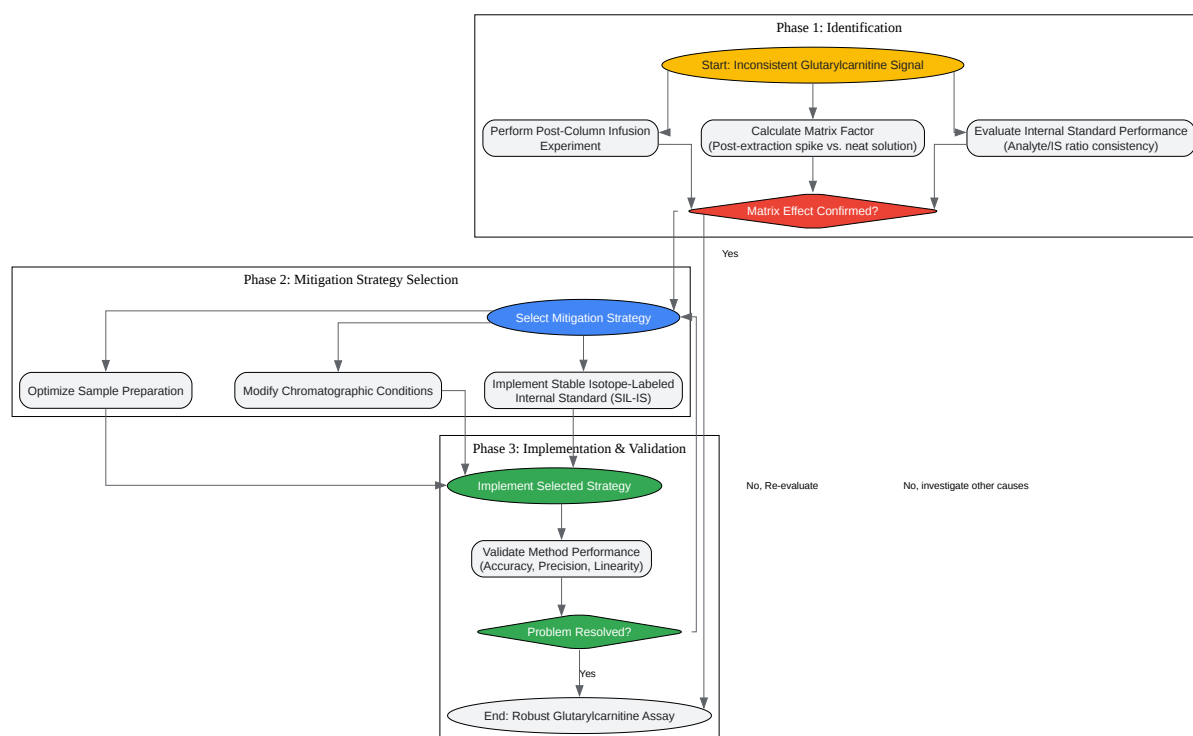 Phase 1: Identification
Start: Inconsistent Glutarylcarnitine Signal
Perform Post-Column Infusion
Experiment
Calculate Matrix Factor
(Post-extraction spike vs. neat solution)
Evaluate Internal Standard Performance
(Analyte/IS ratio consistency)
Matrix Effect Confirmed?
Yes
Phase 2: Mitigation Strategy Selection
Select Mitigation Strategy
Optimize Sample Preparation
Modify Chromatographic Conditions
Implement Stable Isotope-Labeled
Internal Standard (SIL-IS)
Phase 3: Implementation & Validation
Implement Selected Strategy
No, Re-evaluate
No, investigate other causes
Validate Method Performance
(Accuracy, Precision, Linearity)
Problem Resolved?
Yes
End: Robust Glutarylcarnitine Assay